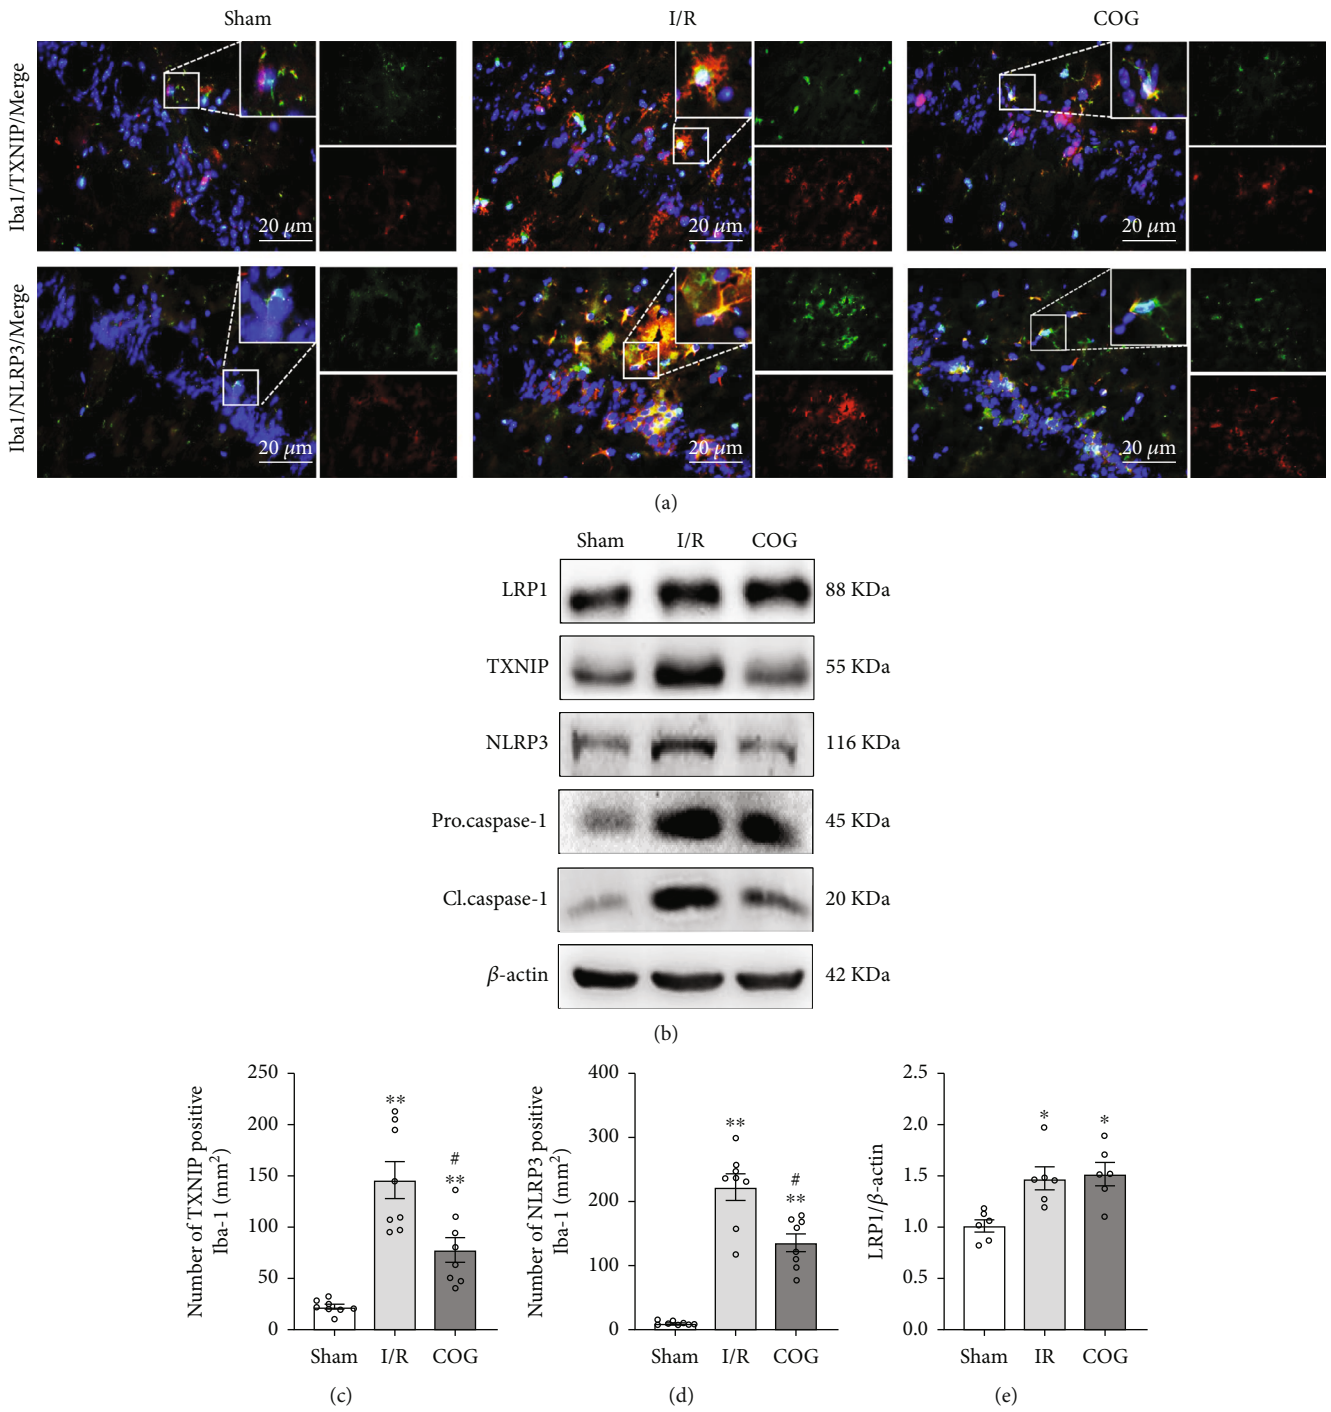 Sham I/R COG
Iba1/TXNIP/Merge
20 μm 20 μm 20 μm
Iba1/NLRP3/Merge
20 μm 20 μm 20 μm
(a)
Sham I/R COG
LRP1 88 KDa
TXNIP 55 KDa
NLRP3 116 KDa
Pro.caspase-1 45 KDa
Cl.caspase-1 20 KDa
β-actin 42 KDa
(b)
Number of TXNIP positive
Iba-1 (mm²)
250
200
150
100
50
0
**
#
**
Sham I/R COG
(c)
Number of NLRP3 positive
Iba-1 (mm²)
400
300
200
100
0
**
#
**
Sham I/R COG
(d)
LRP1/β-actin
2.5
2.0
1.5
1.0
0.5
0.0
* *
Sham IR COG
(e)